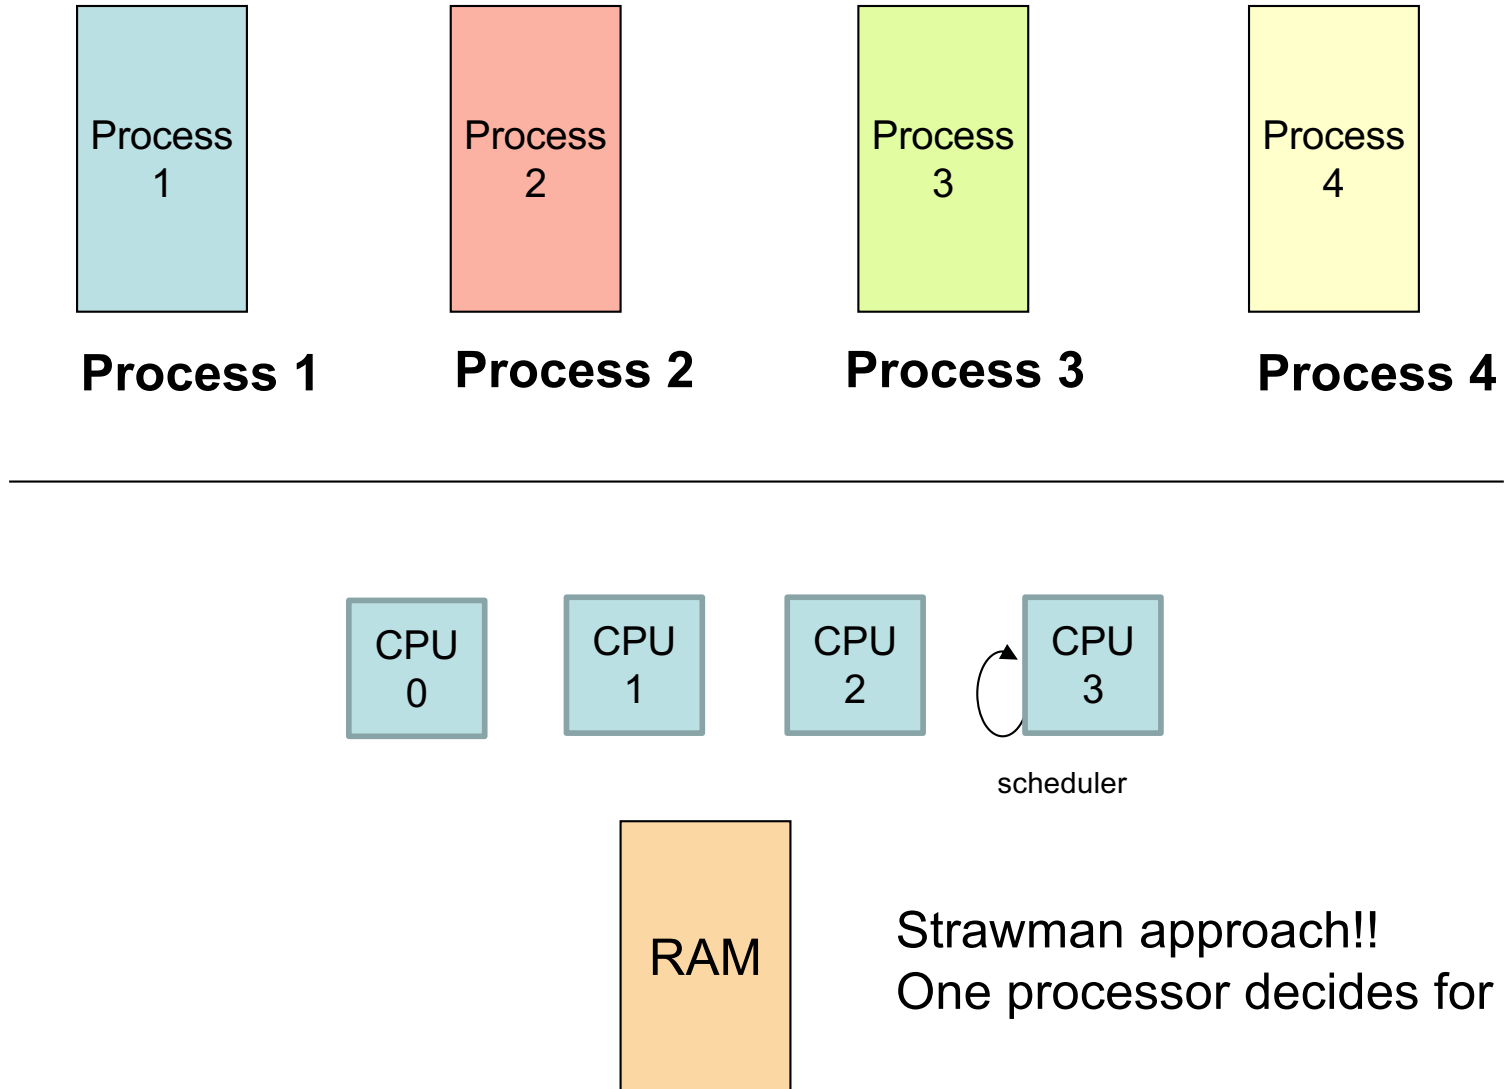 Process
1
Process
2
Process
3
Process
4
Process 1
Process 2
Process 3
Process 4
CPU
0
CPU
1
CPU
2
CPU
3
scheduler
RAM
Strawman approach!!
One processor decides for